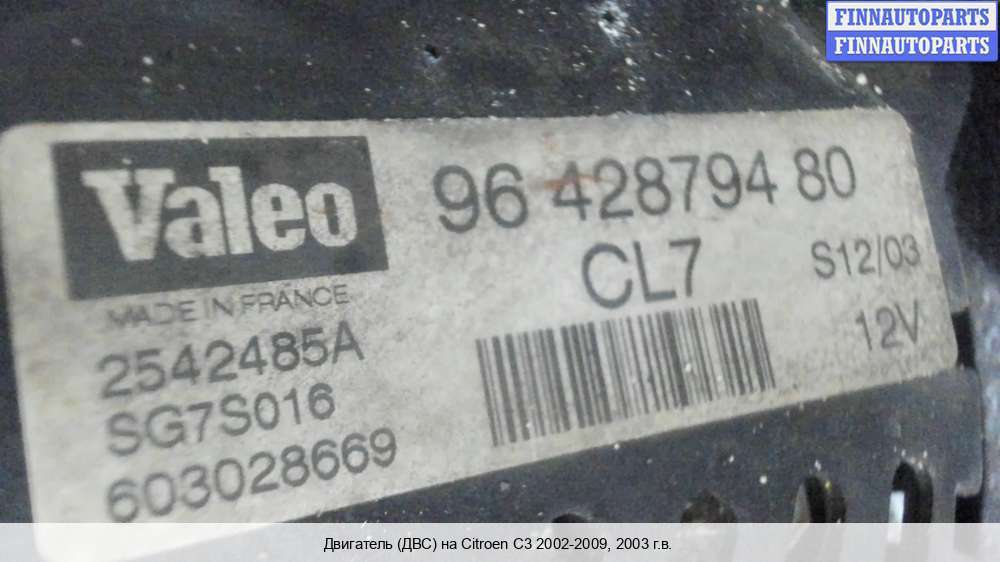 FINNAUTOPARTS
FINNAUTOPARTS
Valeo
96 428794 80
CL7
S12/03
MADE IN FRANCE
12V
2542485A
SG7S016
603028669
Двигатель (ДВС) на Citroen C3 2002-2009, 2003 г.в.